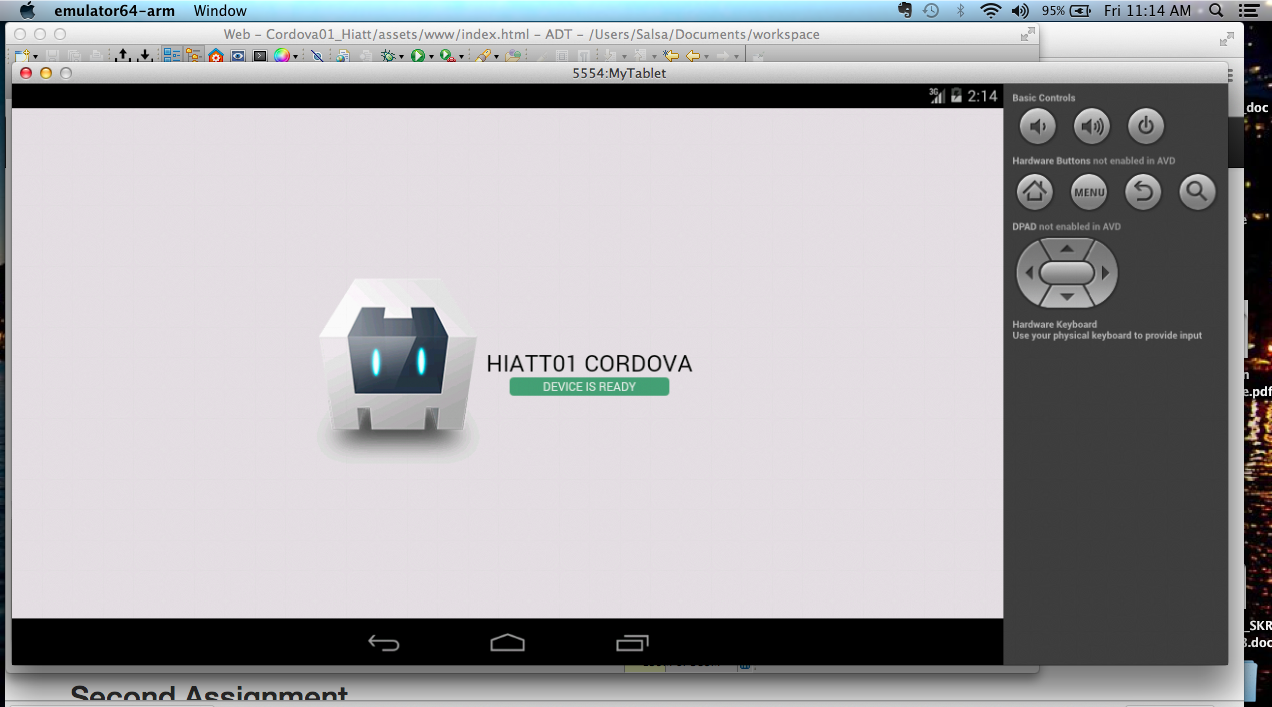 emulator64-arm Window 95% Fri 11:14 AM
Web – Cordova01_Hiatt/assets/www/index.html – ADT – /Users/Salsa/Documents/workspace
5554:MyTablet
3G 2:14
Basic Controls
_doc
Hardware Buttons not enabled in AVD
MENU
DPAD not enabled in AVD
Hardware Keyboard
Use your physical keyboard to provide input
HIATT01 CORDOVA
DEVICE IS READY
e.pdf
_SKR
3.doc
Second Assignment